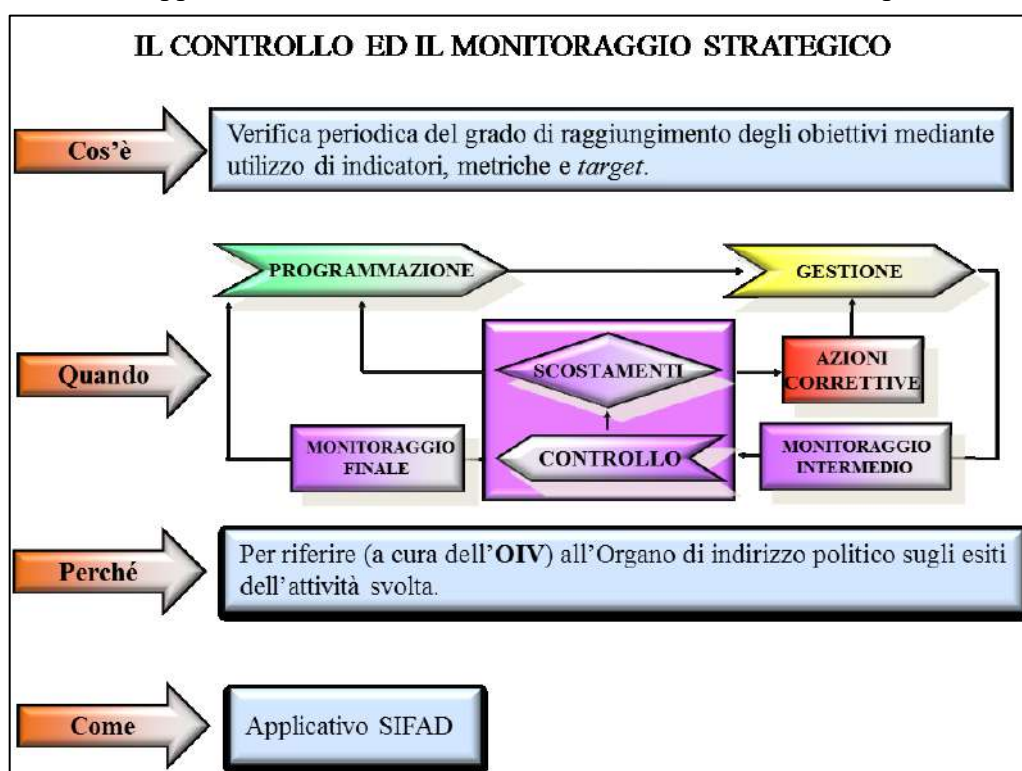 IL CONTROLLO ED IL MONITORAGGIO STRATEGICO
Cos'è
Verifica periodica del grado di raggiungimento degli obiettivi mediante
utilizzo di indicatori, metriche e target.
PROGRAMMAZIONE
GESTIONE
Quando
SCOSTAMENTI
AZIONI
CORRETTIVE
MONITORAGGIO
FINALE
CONTROLLO
MONITORAGGIO
INTERMEDIO
Perché
Per riferire (a cura dell'OIV) all'Organo di indirizzo politico sugli esiti
dell'attività svolta.
Come
Applicativo SIFAD